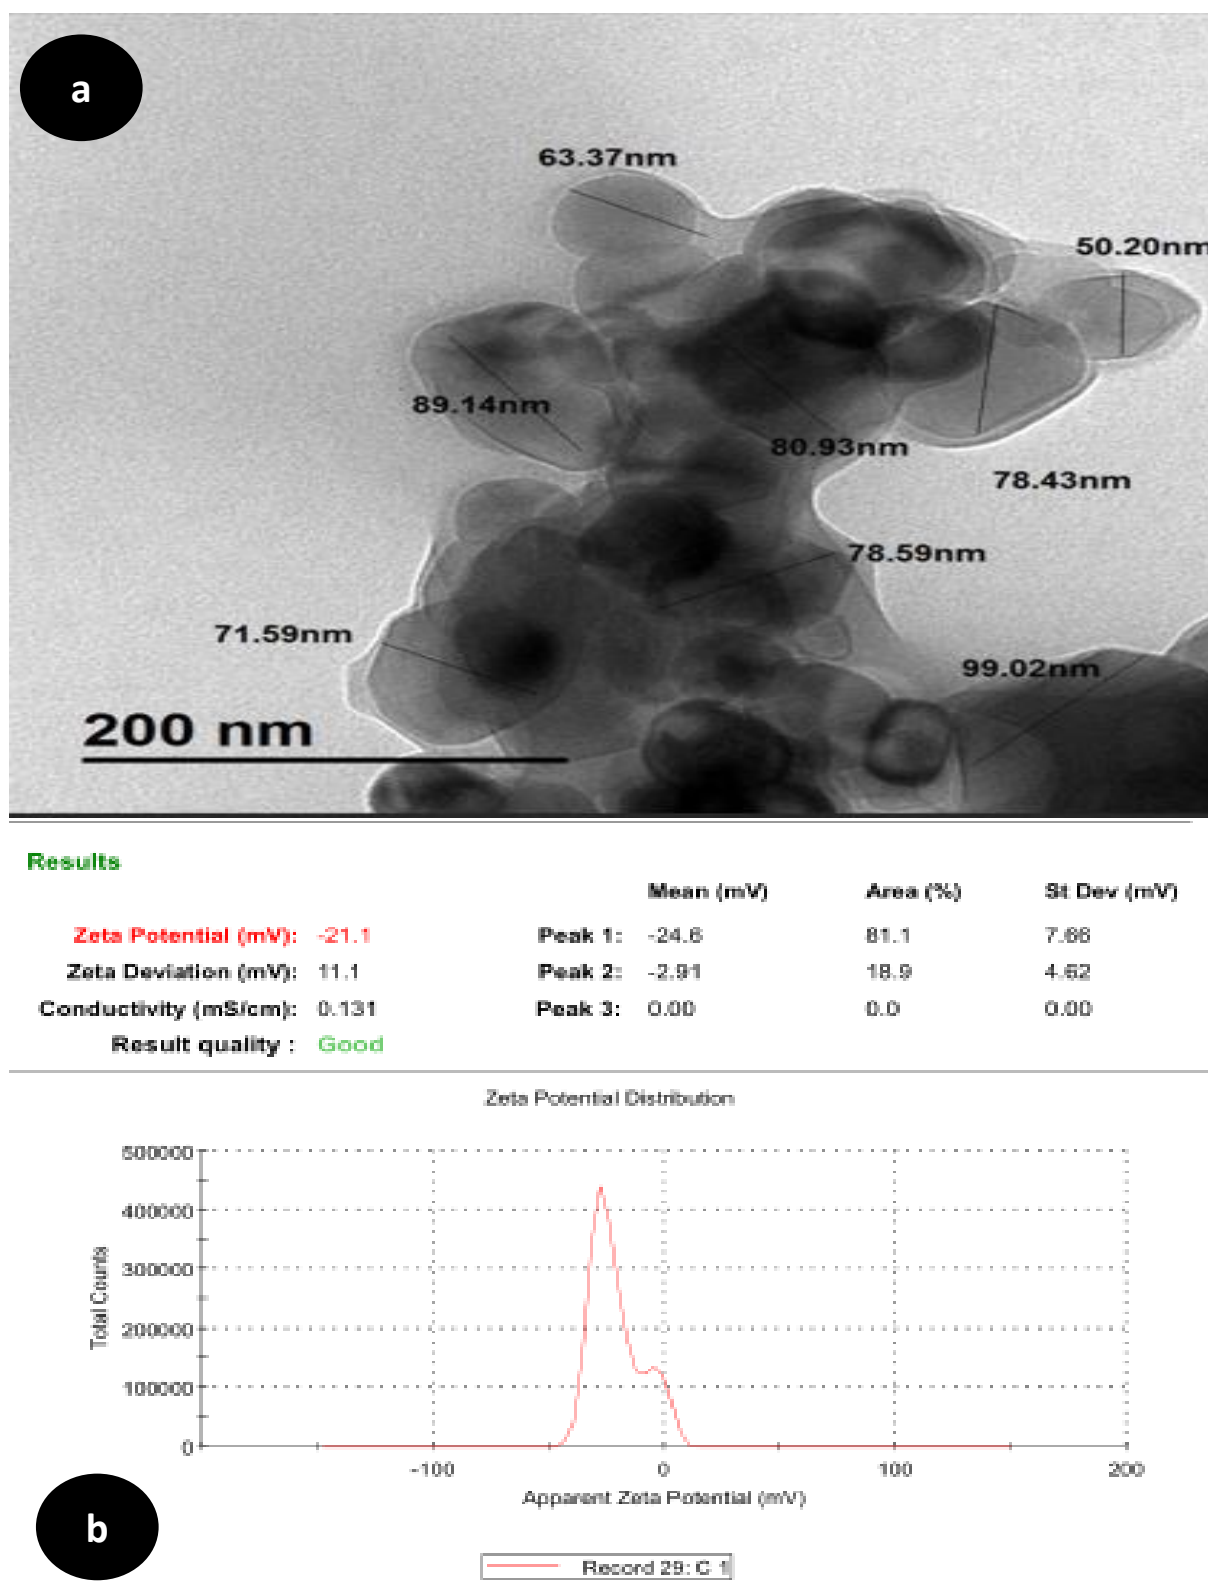 a
63.37nm
50.20nm
89.14nm
80.93nm
78.43nm
78.59nm
71.59nm
99.02nm
200 nm
Results
Mean (mV) Area (%) St Dev (mV)
Zeta Potential (mV): -21.1 Peak 1: -24.6 81.1 7.66
Zeta Deviation (mV): 11.1 Peak 2: -2.91 18.9 4.62
Conductivity (mS/cm): 0.131 Peak 3: 0.00 0.0 0.00
Result quality : Good
Zeta Potential Distribution
500000
400000
300000
200000
100000
0
Total Counts
-100 0 100 200
Apparent Zeta Potential (mV)
b
Record 29: C 1